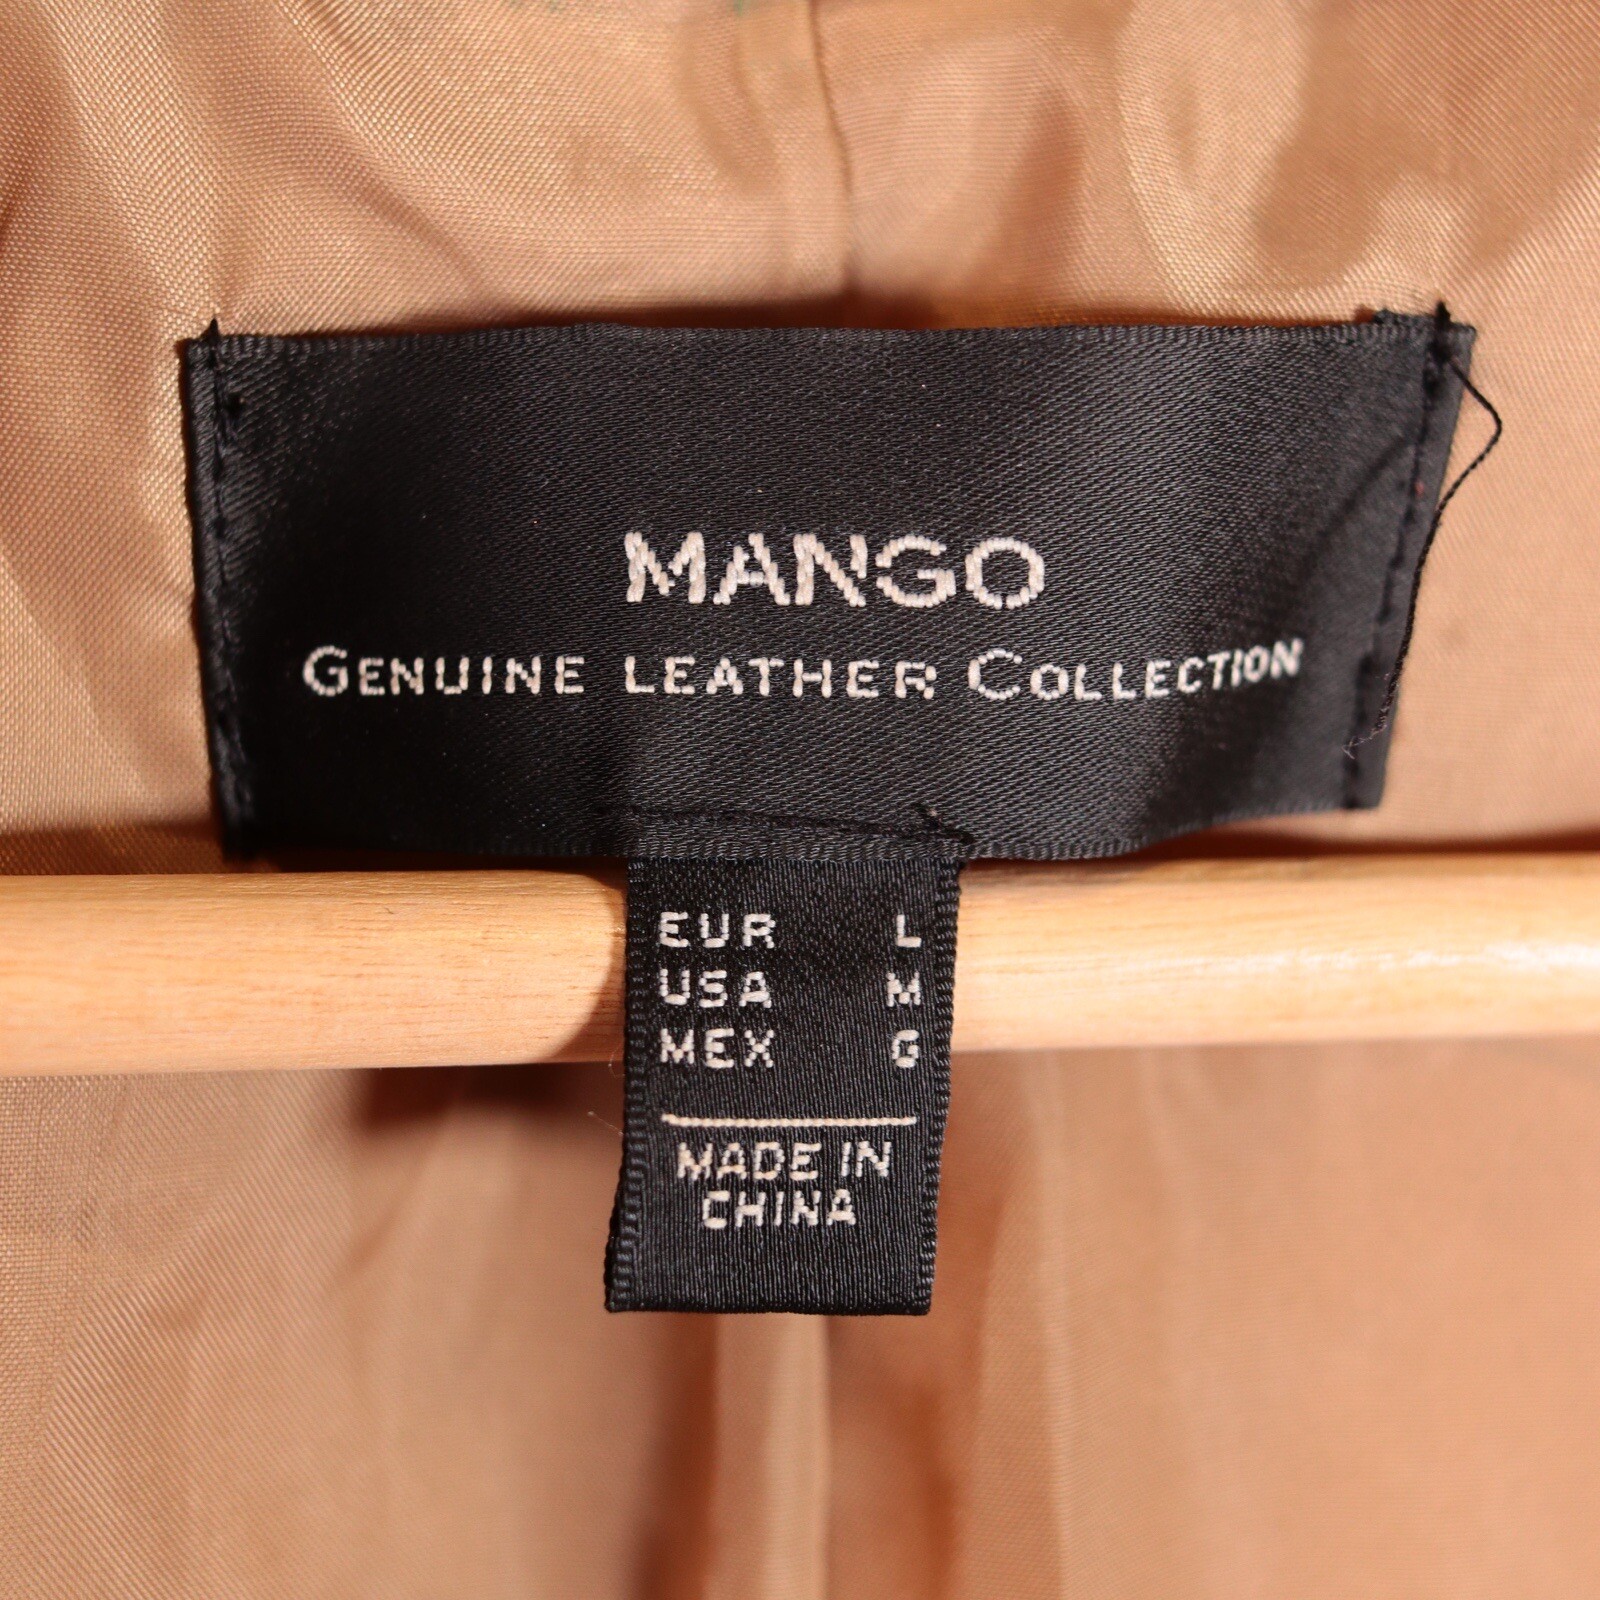 MANGO
GENUINE LEATHER COLLECTION
EUR L
USA M
MEX G
MADE IN
CHINA